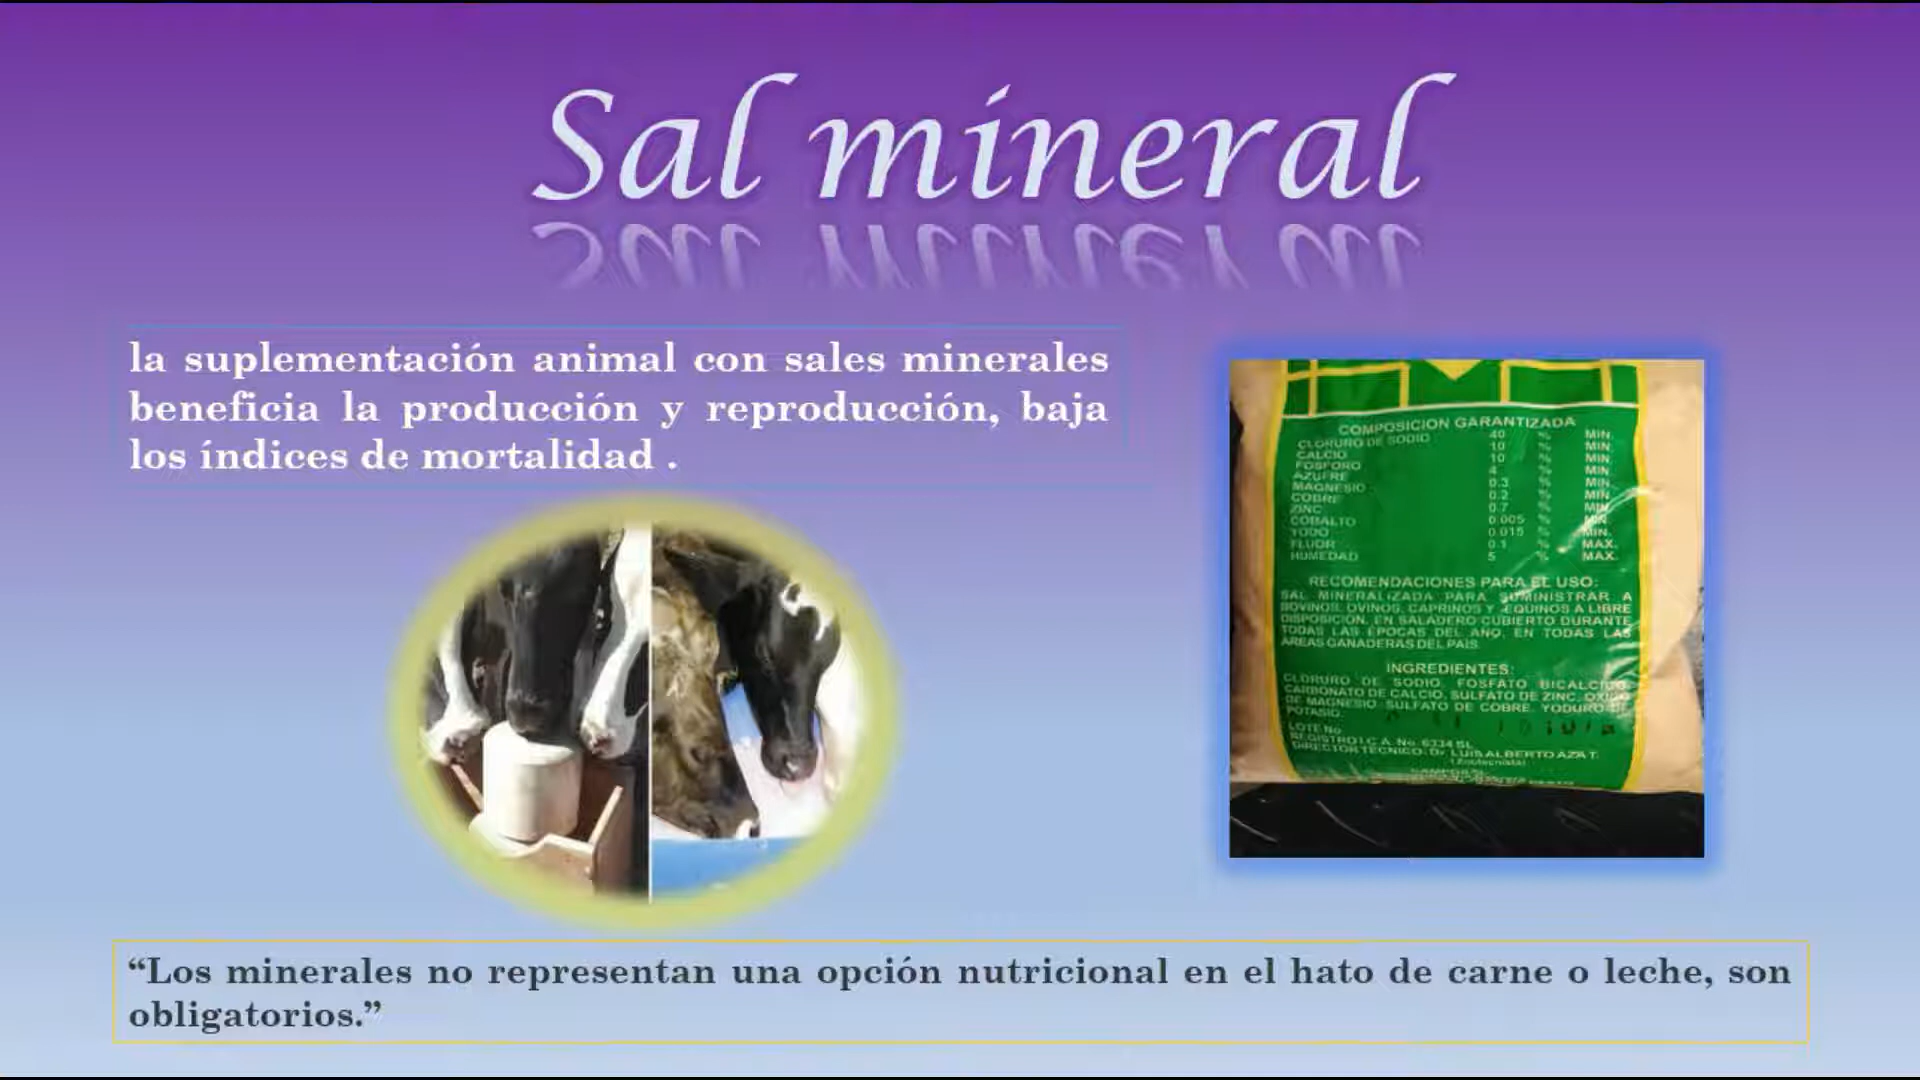 Sal mineral
la suplementación animal con sales minerales
beneficia la producción y reproducción, baja
los índices de mortalidad .
COMPOSICION GARANTIZADA
CLORURO DE SODIO 40 % MIN.
CALCIO 10 % MIN.
FOSFORO 10 % MIN.
AZUFRE 4 % MIN.
MAGNESIO 0.3 % MIN.
COBRE 0.2 % MIN.
ZINC 0.7 % MIN.
COBALTO 0.005 % MIN.
YODO 0.015 % MIN.
FLUOR 0.1 % MAX.
HUMEDAD 5 % MAX.
RECOMENDACIONES PARA EL USO:
SAL MINERALIZADA PARA SUMINISTRAR A
BOVINOS, OVINOS, CAPRINOS Y EQUINOS A LIBRE
DISPOSICIÓN, EN SALADERO CUBIERTO DURANTE
TODAS LAS EPOCAS DEL AÑO, EN TODAS LAS
AREAS GANADERAS DEL PAIS.
INGREDIENTES:
CLORURO DE SODIO, FOSFATO BICALCICO,
CARBONATO DE CALCIO, SULFATO DE ZINC, OXIDO
DE MAGNESIO, SULFATO DE COBRE, YODURO DE
POTASIO.
LOTE No
REGISTRO I.C.A. No. 6334 SL
DIRECTOR TECNICO: Dr. LUIS ALBERTO AZA T.
(Zootecnista)
“Los minerales no representan una opción nutricional en el hato de carne o leche, son
obligatorios.”